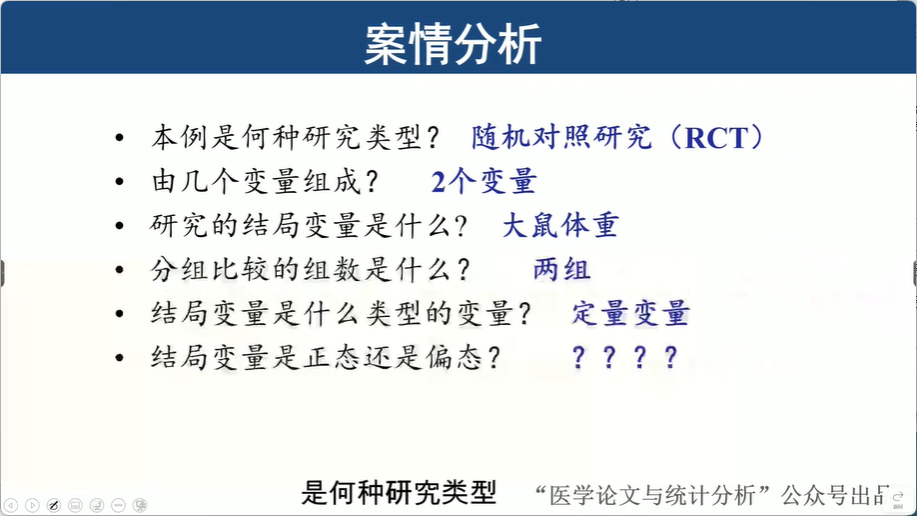 案情分析
• 本例是何种研究类型？ 随机对照研究（RCT）
• 由几个变量组成？ 2个变量
• 研究的结局变量是什么? 大鼠体重
• 分组比较的组数是什么？ 两组
• 结局变量是什么类型的变量？ 定量变量
• 结局变量是正态还是偏态？ ？？？？
是何种研究类型 “医学论文与统计分析”公众号出品